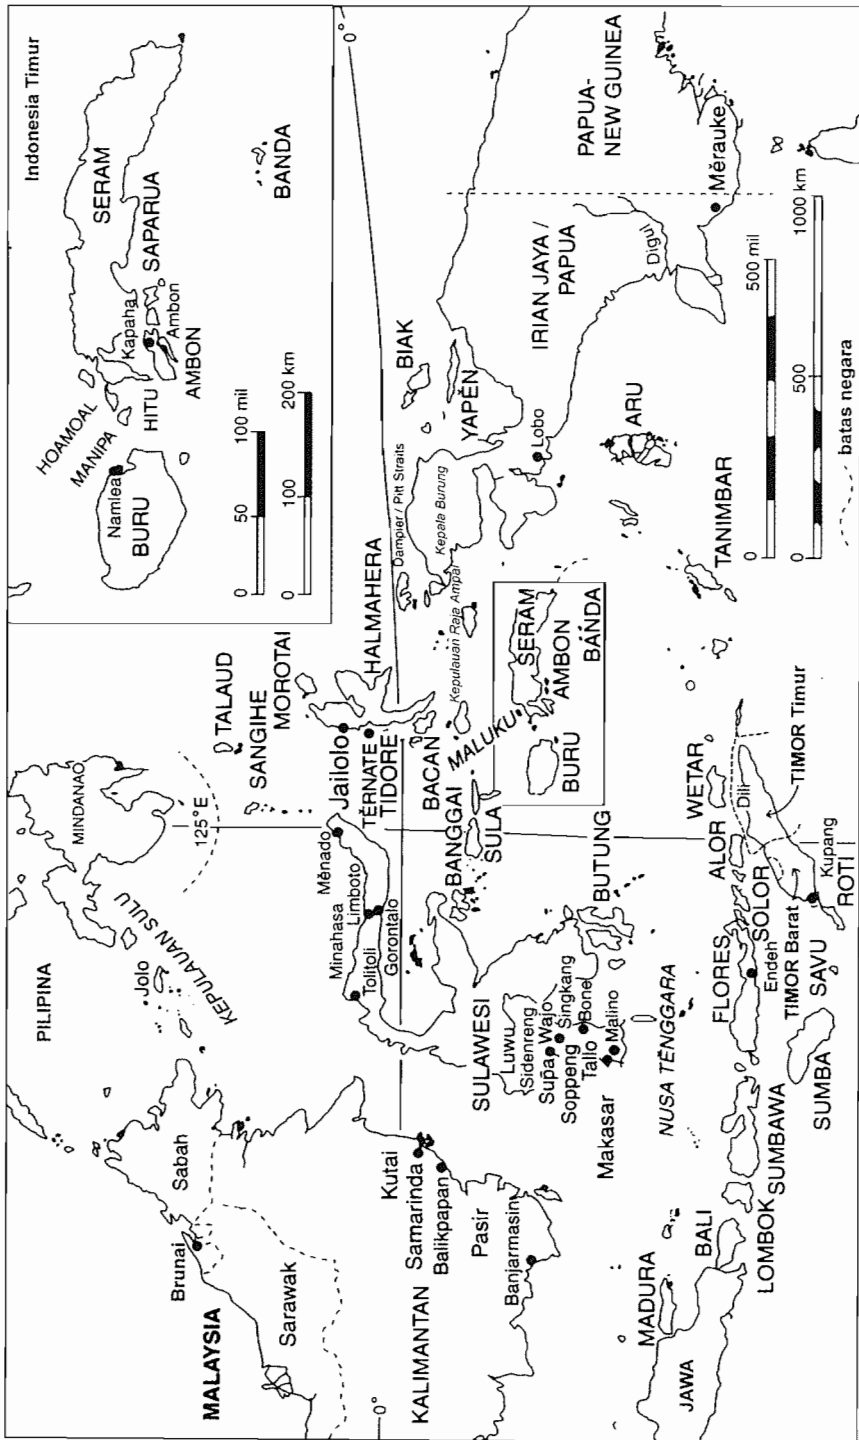 Indonesia Timur
PILIPINA
MINDANAO
KEPULAUAN SULU
Jolo
125°E
TALAUD
SANGIHE
MOROTAI
Brunai
Sabah
MALAYSIA
Sarawak
0°
0°
KALIMANTAN
Kutai
Samarinda
Balikpapan
Pasir
Banjarmasin
Minahasa
Mĕnado
Limboto
Tolitoli
Gorontalo
Jailolo
TĔRNATE
TIDORE
HALMAHERA
BACAN
Dampier / Pitt Straits
Kepala Burung
Kepulauan Raja Ampat
BIAK
YAPĔN
PAPUA-
NEW GUINEA
IRIAN JAYA /
PAPUA
Digul
Mĕrauke
Lobo
ARU
TANIMBAR
SULAWESI
Luwu
Sidenreng
Supa
Wajo
Soppeng
Singkang
Bone
Tallo
Malino
Makasar
BANGGAI
SULA
BUTUNG
MALUKU
BURU
SERAM
AMBON
BANDA
NUSA TĔNGGARA
MADURA
JAWA
BALI
LOMBOK
SUMBAWA
SUMBA
FLORES
Endeh
SOLOR
ALOR
WETAR
Dili
TIMOR Timur
TIMOR Barat
Kupang
SAVU
ROTI
0 500 mil
0 500 1000 km
batas negara
HOAMOAL
MANIPA
Namlea
BURU
HITU
Kapaha
SAPARUA
Ambon
AMBON
SERAM
BANDA
0 50 100 mil
0 100 200 km